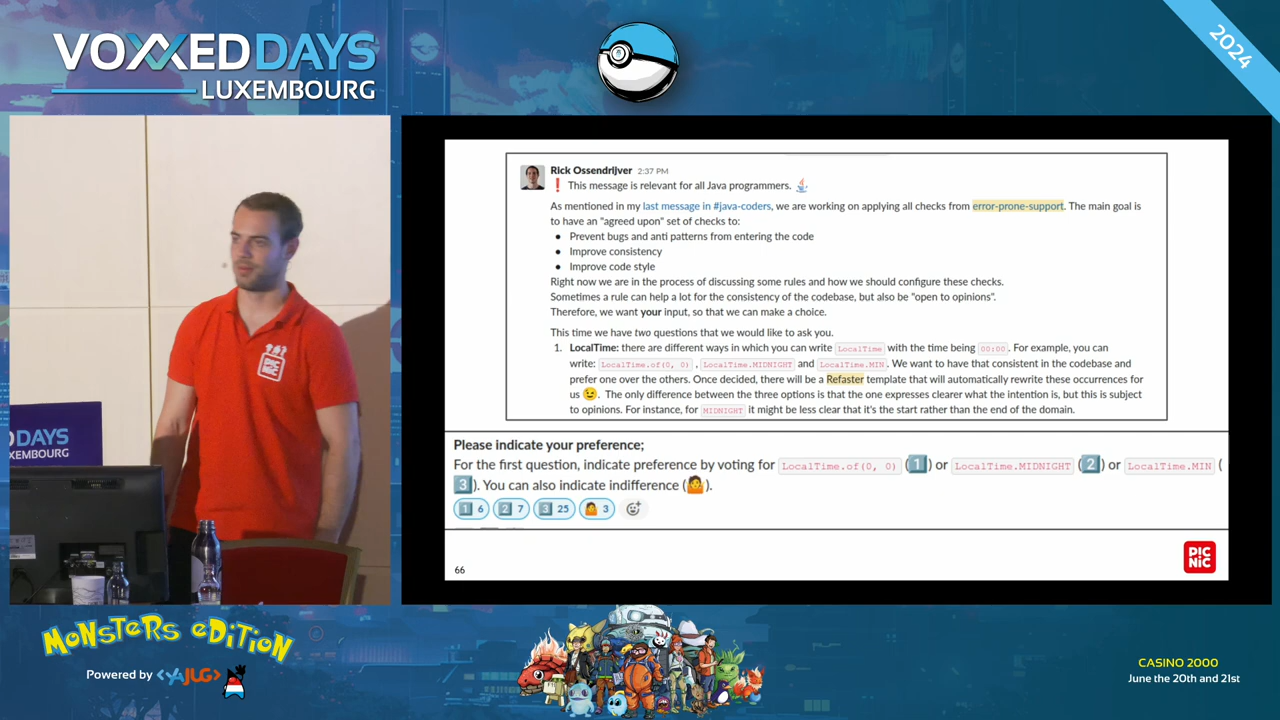 VOXXED DAYS
LUXEMBOURG
2024
Rick Ossendrijver 2:37 PM
❗ This message is relevant for all Java programmers.
As mentioned in my last message in #java-coders, we are working on applying all checks from error-prone-support. The main goal is
to have an "agreed upon" set of checks to:
• Prevent bugs and anti patterns from entering the code
• Improve consistency
• Improve code style
Right now we are in the process of discussing some rules and how we should configure these checks.
Sometimes a rule can help a lot for the consistency of the codebase, but also be "open to opinions".
Therefore, we want your input, so that we can make a choice.
This time we have two questions that we would like to ask you.
1. LocalTime: there are different ways in which you can write LocalTime with the time being 00:00. For example, you can
write: LocalTime.of(0, 0) , LocalTime.MIDNIGHT and LocalTime.MIN. We want to have that consistent in the codebase and
prefer one over the others. Once decided, there will be a Refaster template that will automatically rewrite these occurrences for
us 😉. The only difference between the three options is that the one expresses clearer what the intention is, but this is subject
to opinions. For instance, for MIDNIGHT it might be less clear that it's the start rather than the end of the domain.
Please indicate your preference;
For the first question, indicate preference by voting for LocalTime.of(0, 0) (1️⃣) or LocalTime.MIDNIGHT (2️⃣) or LocalTime.MIN (
3️⃣). You can also indicate indifference (🤷).
1️⃣ 6 2️⃣ 7 3️⃣ 25 🤷 3
66
PIC
NIC
PIC
NIC
DAYS
EMBOURG
MONSTERS EDITION
Powered by <YAJUG>
CASINO 2000
June the 20th and 21st